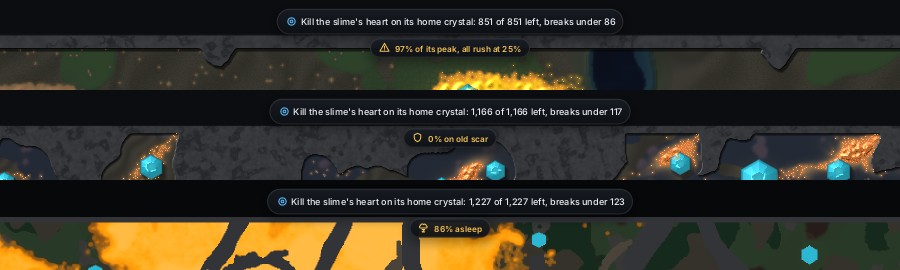 Kill the slime's heart on its home crystal: 851 of 851 left, breaks under 86
97% of its peak, all rush at 25%
Kill the slime's heart on its home crystal: 1,166 of 1,166 left, breaks under 117
0% on old scar
Kill the slime's heart on its home crystal: 1,227 of 1,227 left, breaks under 123
86% asleep